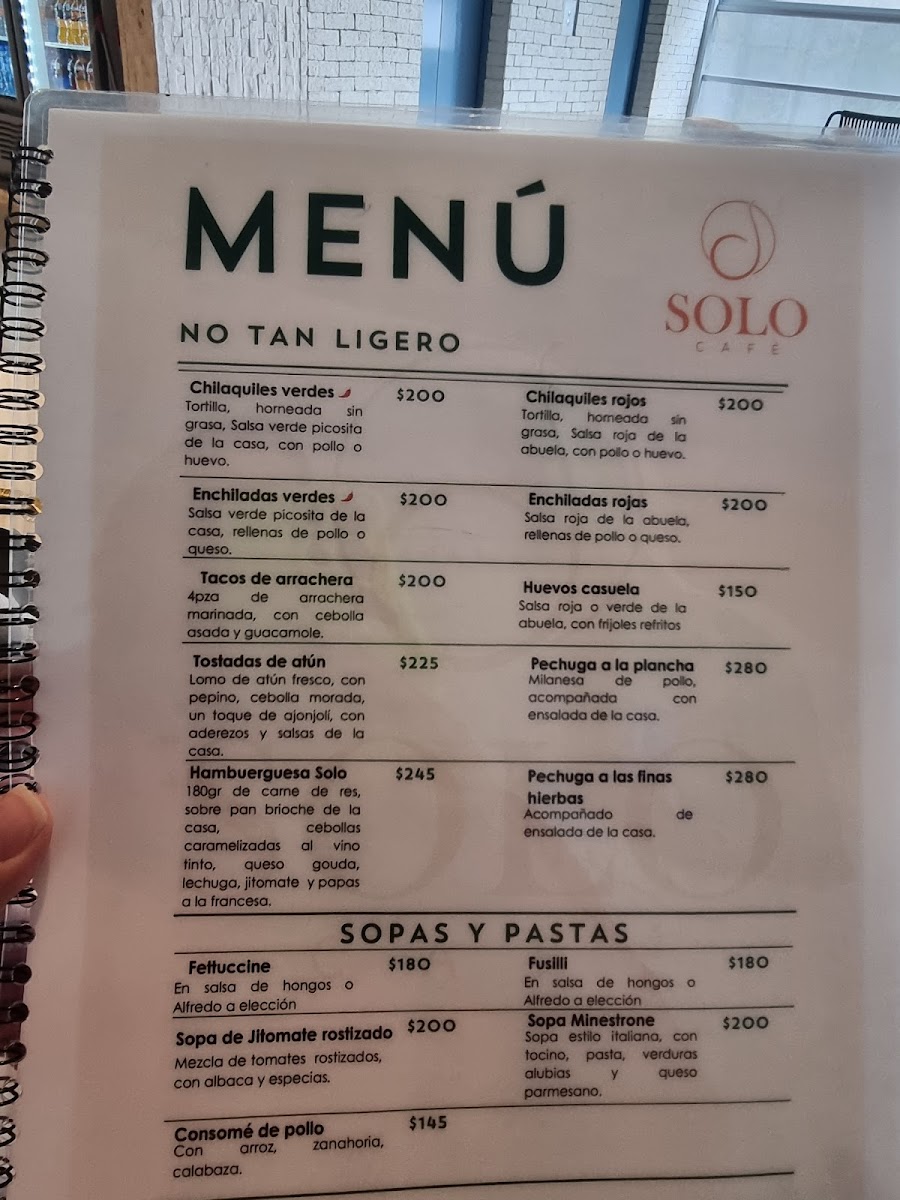 MENÚ
SOLO
CAFÉ
NO TAN LIGERO
Chilaquiles verdes $200
Tortilla, horneada sin
grasa, Salsa verde picosita
de la casa, con pollo o
huevo.
Chilaquiles rojos $200
Tortilla, horneada sin
grasa, Salsa roja de la
abuela, con pollo o huevo.
Enchiladas verdes $200
Salsa verde picosita de la
casa, rellenas de pollo o
queso.
Enchiladas rojas $200
Salsa roja de la abuela,
rellenas de pollo o queso.
Tacos de arrachera $200
4pza de arrachera
marinada, con cebolla
asada y guacamole.
Huevos casuela $150
Salsa roja o verde de la
abuela, con frijoles refritos
Tostadas de atún $225
Lomo de atún fresco, con
pepino, cebolla morada,
un toque de ajonjolí, con
aderezos y salsas de la
casa.
Pechuga a la plancha $280
Milanesa de pollo,
acompañada con
ensalada de la casa.
Hambuerguesa Solo $245
180gr de carne de res,
sobre pan brioche de la
casa, cebollas
caramelizadas al vino
tinto, queso gouda,
lechuga, jitomate y papas
a la francesa.
Pechuga a las finas $280
hierbas
Acompañado de
ensalada de la casa.
SOPAS Y PASTAS
Fettuccine $180
En salsa de hongos o
Alfredo a elección
Fusilli $180
En salsa de hongos o
Alfredo a elección
Sopa de Jitomate rostizado $200
Mezcla de tomates rostizados,
con albaca y especias.
Sopa Minestrone $200
Sopa estilo italiana, con
tocino, pasta, verduras
alubias y queso
parmesano.
Consomé de pollo $145
Con arroz, zanahoria,
calabaza.